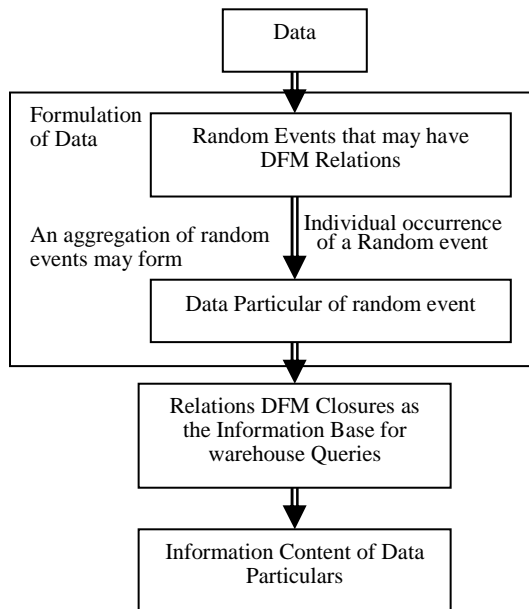 Data
Formulation
of Data
Random Events that may have
DFM Relations
An aggregation of random
events may form
Individual occurrence
of a Random event
Data Particular of random event
Relations DFM Closures as
the Information Base for
warehouse Queries
Information Content of Data
Particulars